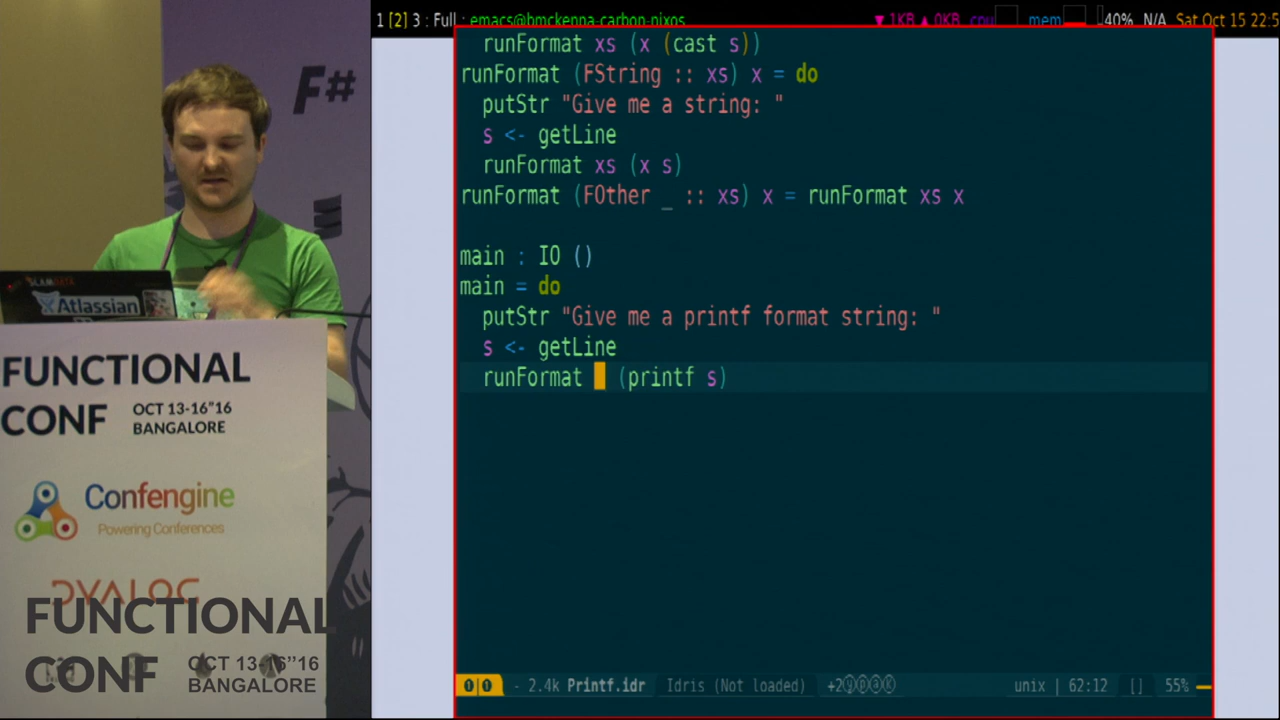 1 [2] 3 : Full : emacs@bmckenna-carbon-nixos
1KB 0KB cpu mem 40% N/A Sat Oct 15 22:5
runFormat xs (x (cast s))
runFormat (FString :: xs) x = do
putStr "Give me a string: "
s <- getLine
runFormat xs (x s)
runFormat (FOther _ :: xs) x = runFormat xs x
main : IO ()
main = do
putStr "Give me a printf format string: "
s <- getLine
runFormat (printf s)
- 2.4k Printf.idr Idris (Not loaded) unix | 62:12 [] 55%
F#
Atlassian
FUNCTIONAL
CONF
OCT 13-16"16
BANGALORE
Confengine
Powering Conferences
DYALOG
FUNCTIONAL
CONF
OCT 13-16"16
BANGALORE